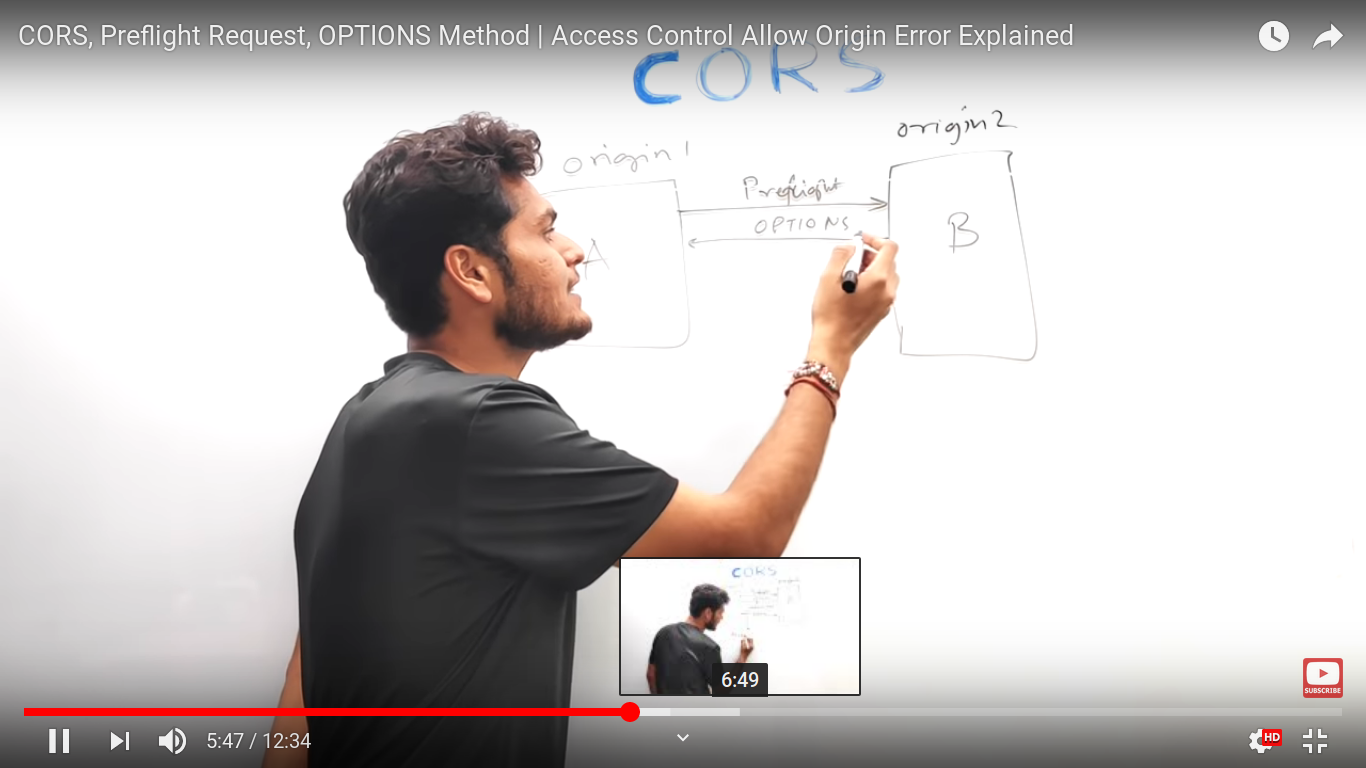 CORS, Preflight Request, OPTIONS Method | Access Control Allow Origin Error Explained
CORS
origin 1
origin 2
Preflight
OPTIONS
A
B
CORS
6:49
SUBSCRIBE
5:47 / 12:34
HD